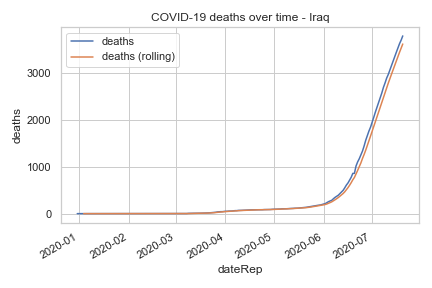 COVID-19 deaths over time - Iraq
deaths
deaths (rolling)
3000
2000
1000
0
deaths
2020-01
2020-02
2020-03
2020-04
2020-05
2020-06
2020-07
dateRep